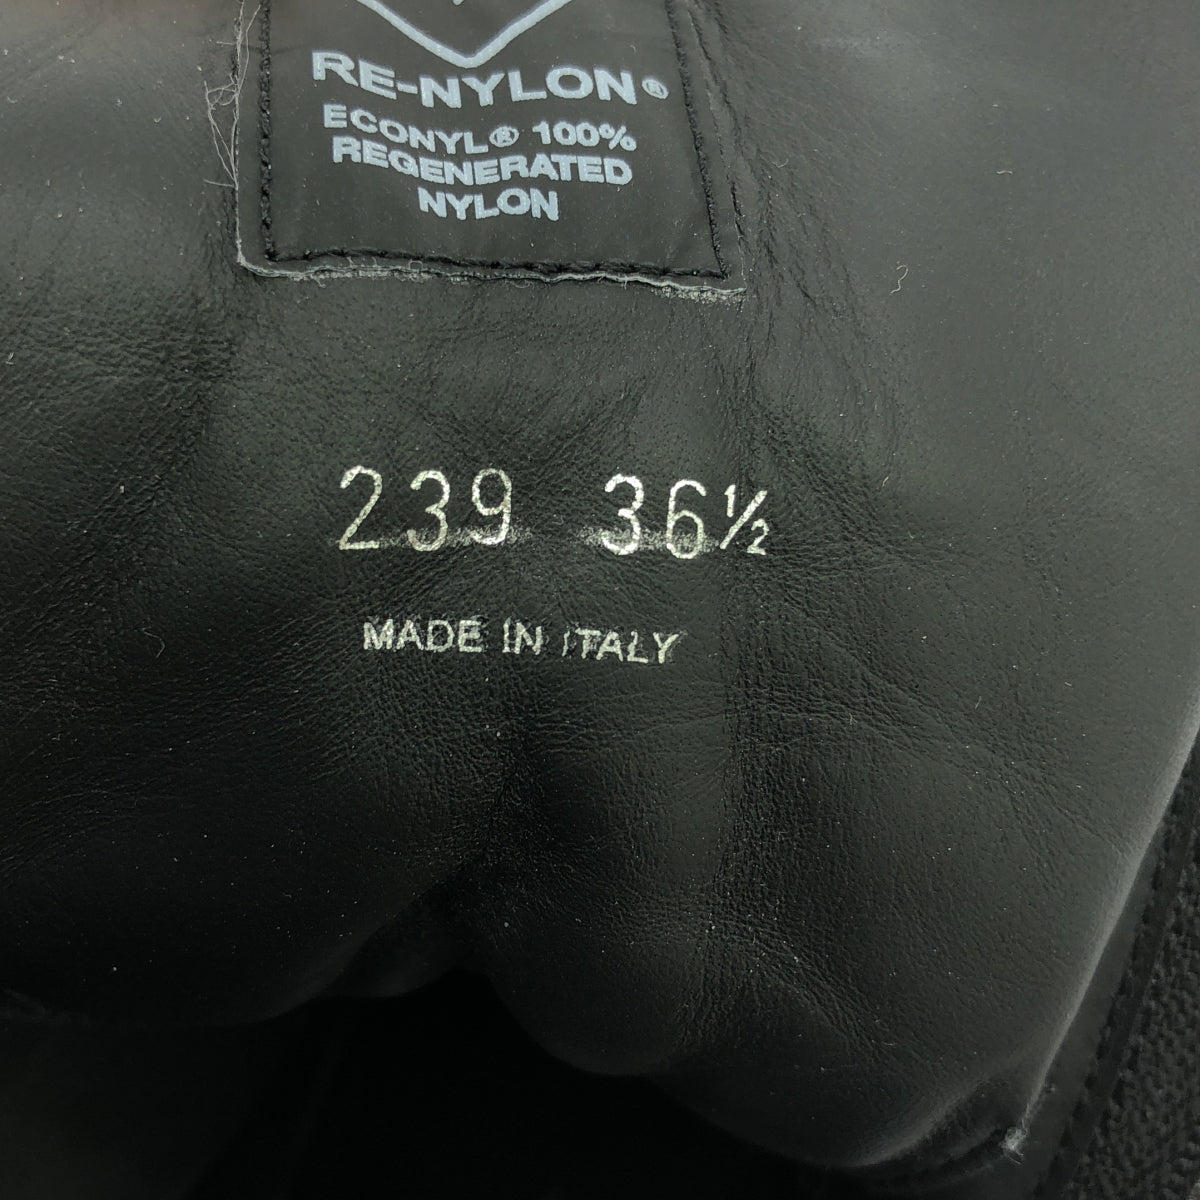 RE-NYLON®
ECONYL® 100%
REGENERATED
NYLON
239 36½
MADE IN ITALY